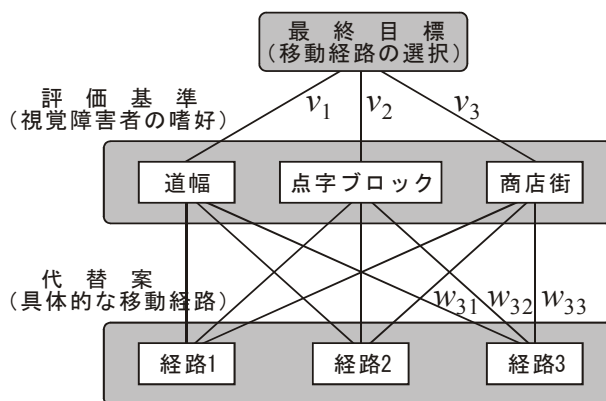 最 終 目 標
（移動経路の選択）
評 価 基 準
（視覚障害者の嗜好）
v1 v2 v3
道幅 点字ブロック 商店街
代 替 案
（具体的な移動経路）
w31 w32 w33
経路1 経路2 経路3